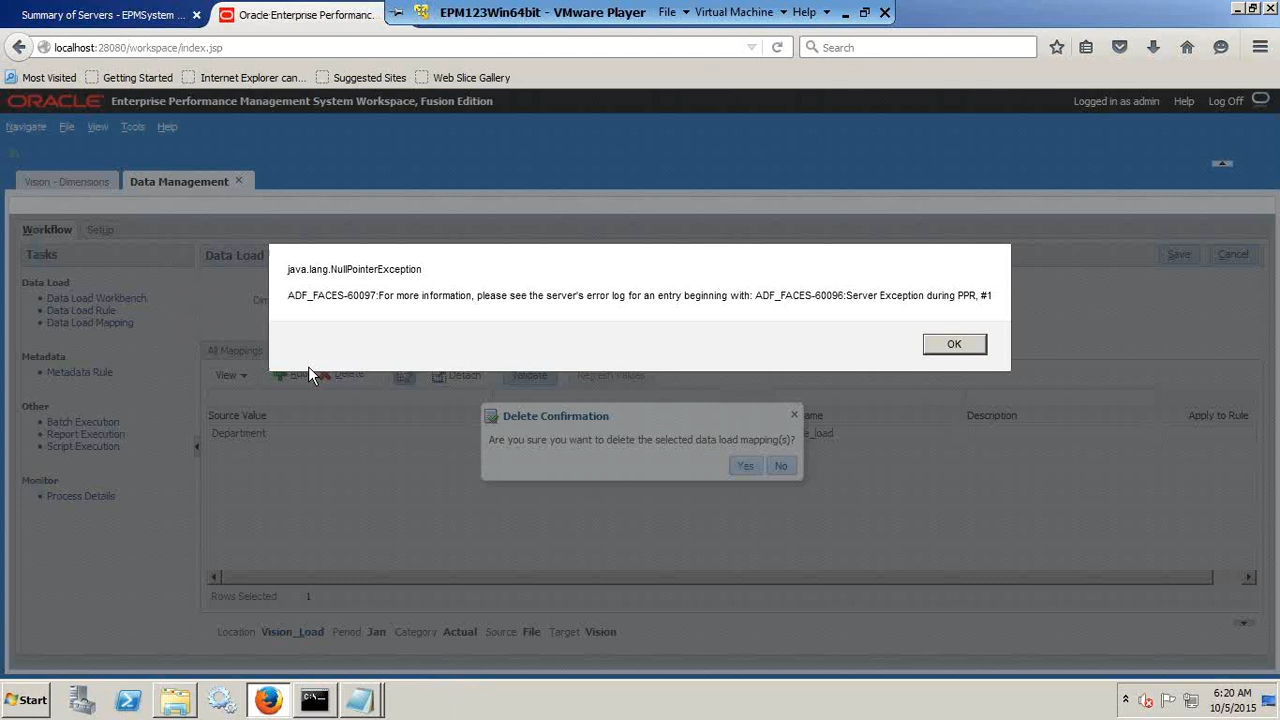 Summary of Servers - EPMSystem ...
Oracle Enterprise Performanc...
EPM123Win64bit - VMware Player
File
Virtual Machine
Help
localhost:28080/workspace/index.jsp
Search
Most Visited
Getting Started
Internet Explorer can...
Suggested Sites
Web Slice Gallery
ORACLE
Enterprise Performance Management System Workspace, Fusion Edition
Logged in as admin
Help
Log Off
Navigate
File
View
Tools
Help
Vision - Dimensions
Data Management
Workflow
Setup
Tasks
Data Load
Save
Cancel
java.lang.NullPointerException
ADF_FACES-60097:For more information, please see the server's error log for an entry beginning with: ADF_FACES-60096:Server Exception during PPR, #1
OK
Data Load
Data Load Workbench
Data Load Rule
Data Load Mapping
Metadata
Metadata Rule
Other
Batch Execution
Report Execution
Script Execution
Monitor
Process Details
All Mappings
View
Add
Delete
Detach
Validate
Refresh Values
Source Value
Description
Apply to Rule
Department
Delete Confirmation
Are you sure you want to delete the selected data load mapping(s)?
Yes
No
Rows Selected
1
Location Vision_Load Period Jan Category Actual Source File Target Vision
Start
6:20 AM
10/5/2015